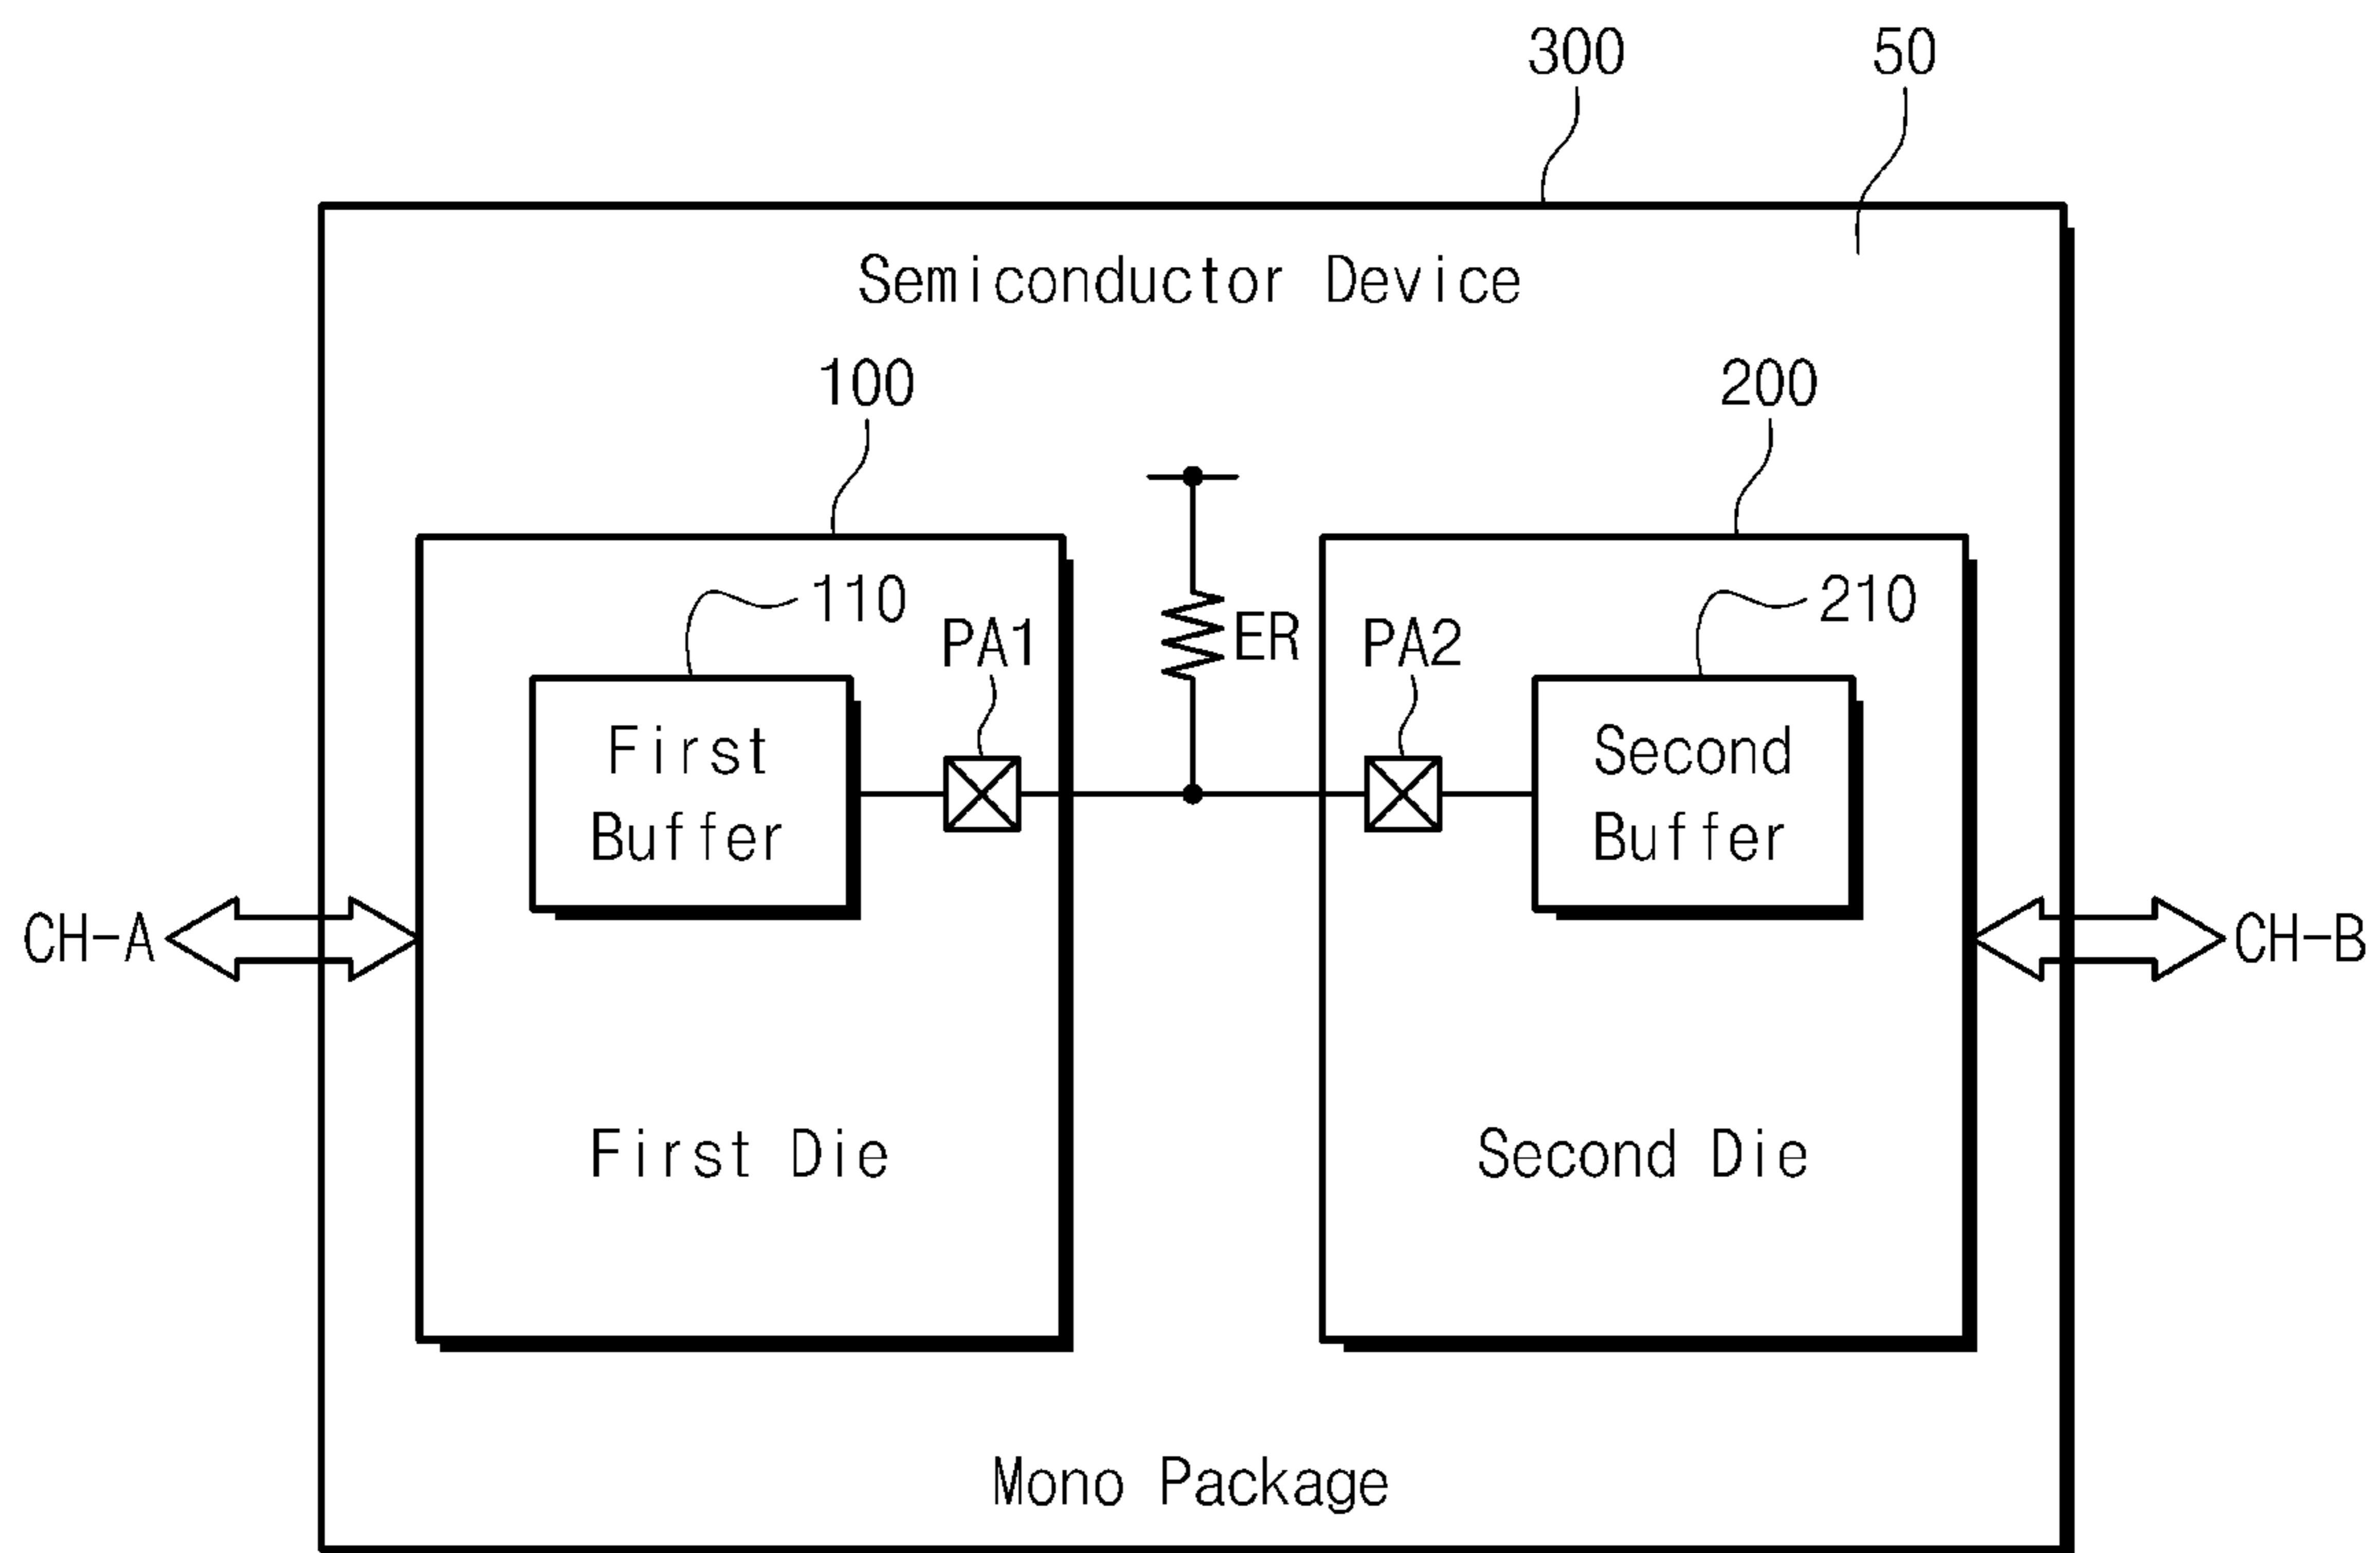 300
50
Semiconductor Device
100
200
110
PA1
ER
PA2
210
First
Buffer
Second
Buffer
CH-A
CH-B
First Die
Second Die
Mono Package